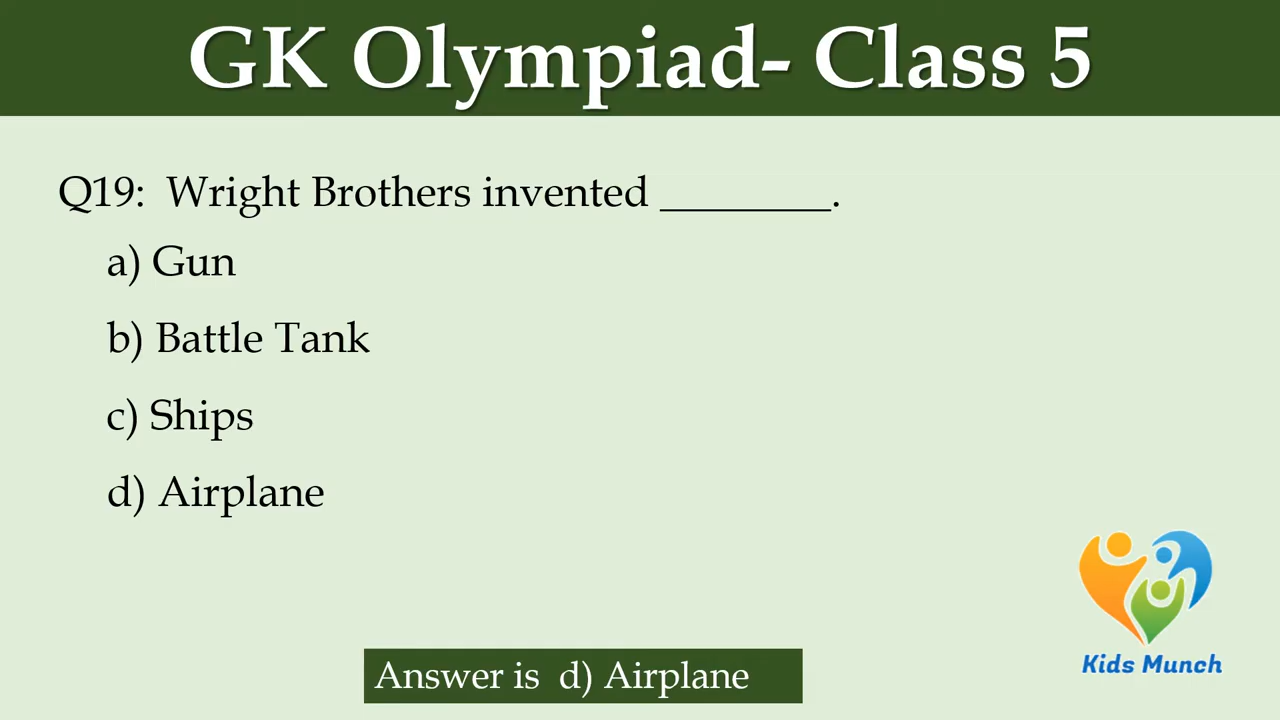 GK Olympiad- Class 5
Q19: Wright Brothers invented ________.
a) Gun
b) Battle Tank
c) Ships
d) Airplane
Kids Munch
Answer is d) Airplane